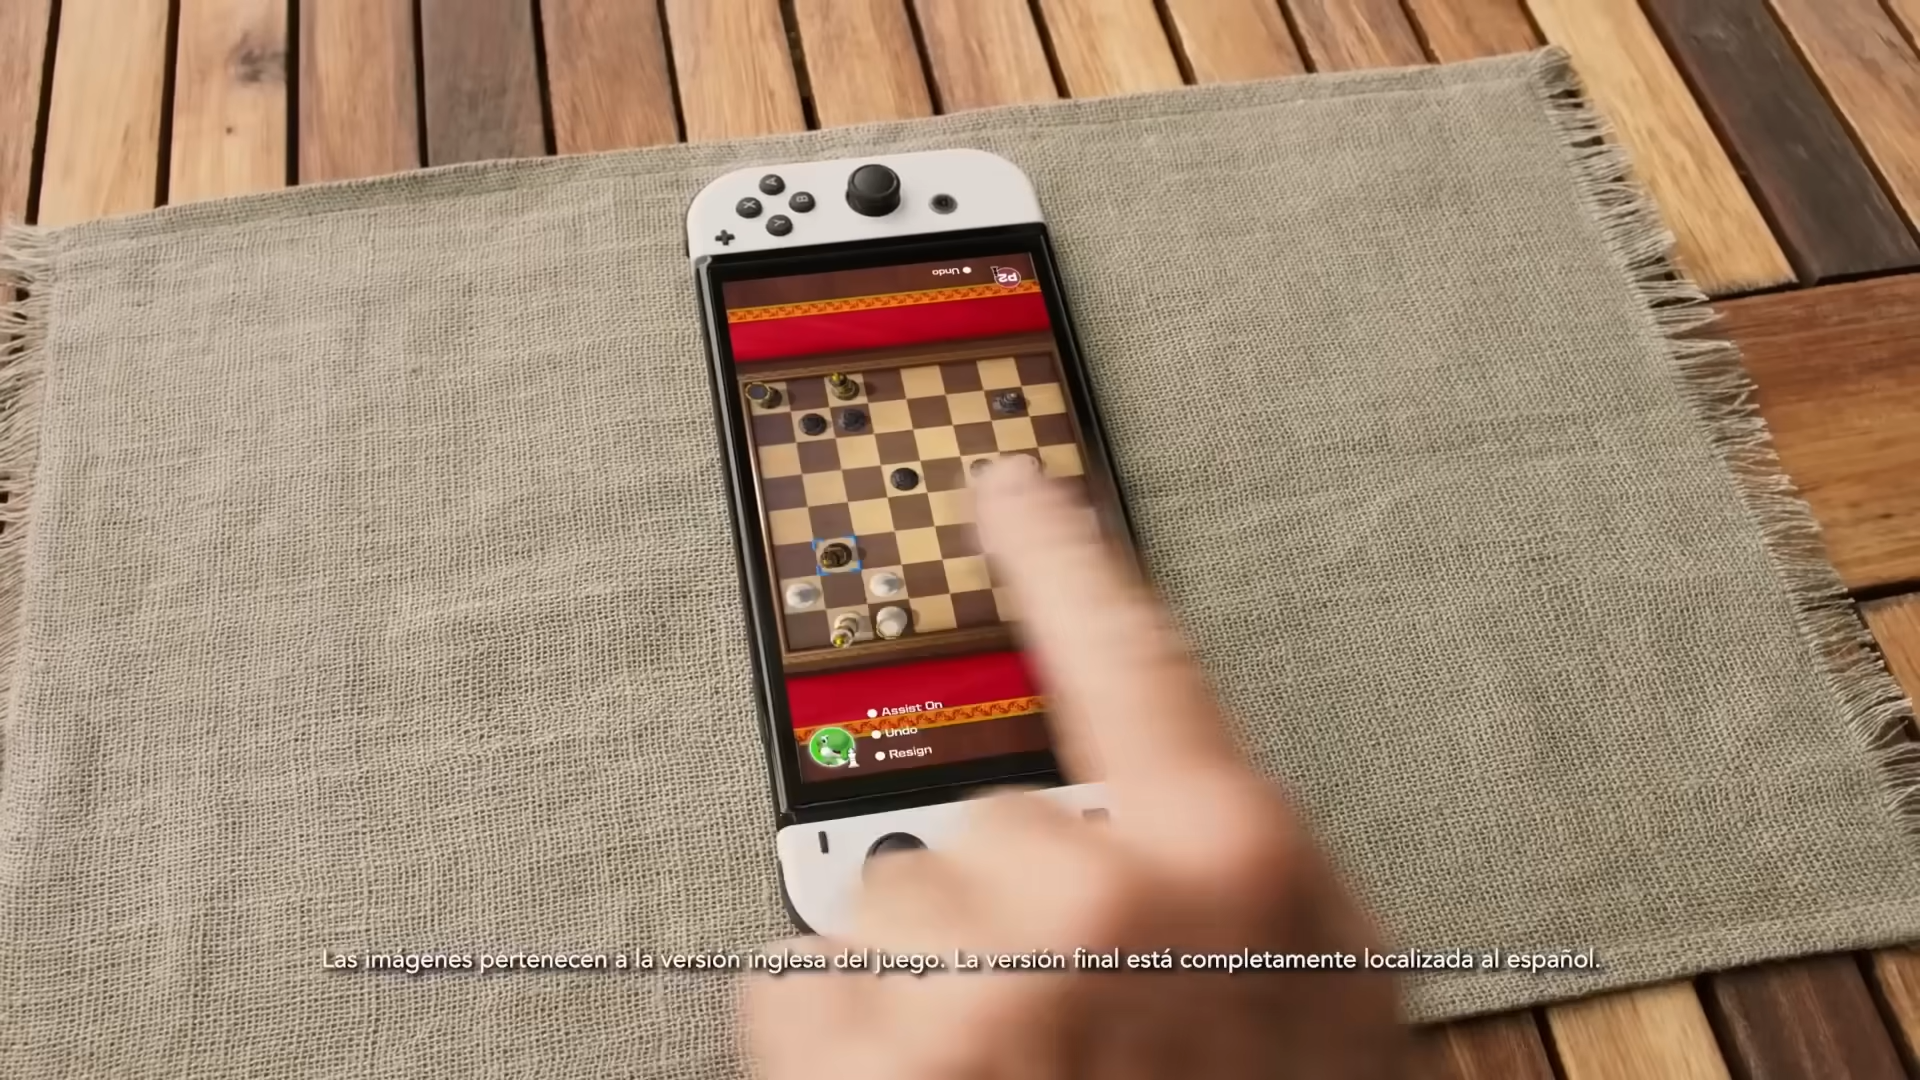 A
X
B
Y
Undo
P2
Assist On
Undo
Resign
Las imágenes pertenecen a la versión inglesa del juego. La versión final está completamente localizada al español.